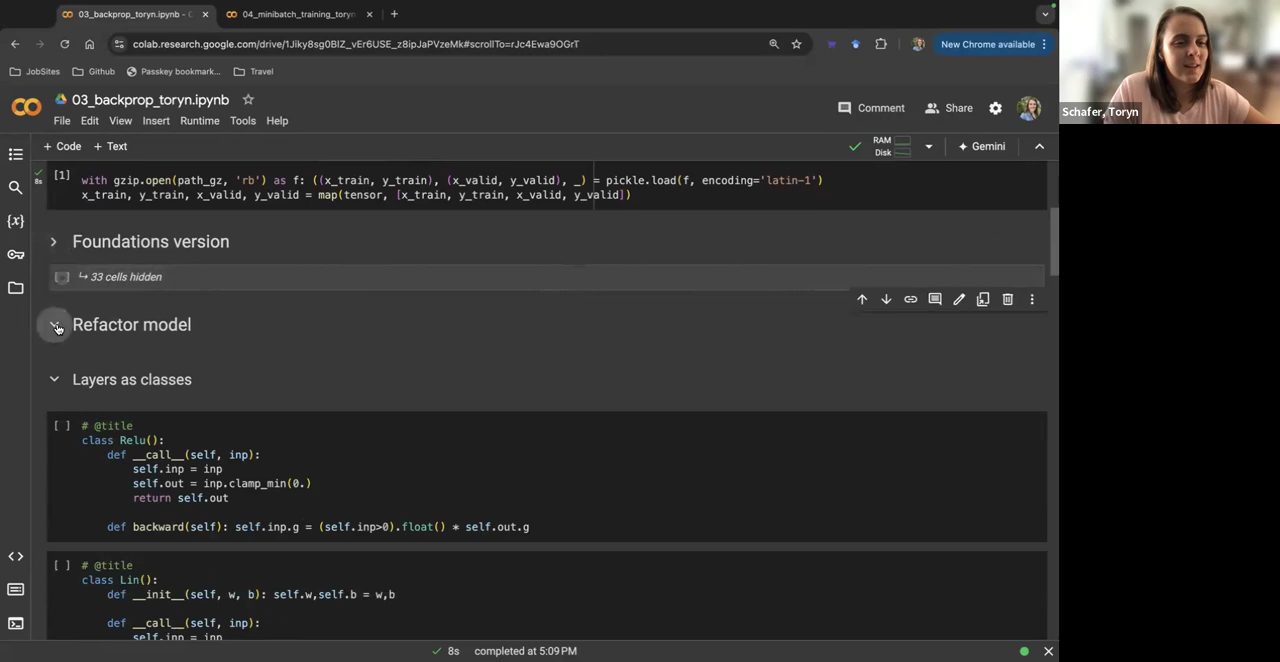 03_backprop_toryn.ipynb - C
04_minibatch_training_toryn
colab.research.google.com/drive/1Jiky8sg0BIZ_vEr6USE_z8ipJaPVzeMk#scrollTo=rJc4Ewa9OGrT
New Chrome available
JobSites
Github
Passkey bookmark...
Travel
Schafer, Toryn
03_backprop_toryn.ipynb
Comment
Share
File Edit View Insert Runtime Tools Help
+ Code + Text
RAM
Disk
Gemini
8s
[1] with gzip.open(path_gz, 'rb') as f: ((x_train, y_train), (x_valid, y_valid), _) = pickle.load(f, encoding='latin-1')
x_train, y_train, x_valid, y_valid = map(tensor, [x_train, y_train, x_valid, y_valid])
Foundations version
↳ 33 cells hidden
Refactor model
Layers as classes
[ ] # @title
class Relu():
def __call__(self, inp):
self.inp = inp
self.out = inp.clamp_min(0.)
return self.out
def backward(self): self.inp.g = (self.inp>0).float() * self.out.g
[ ] # @title
class Lin():
def __init__(self, w, b): self.w,self.b = w,b
def __call__(self, inp):
self.inp = inp
8s completed at 5:09 PM